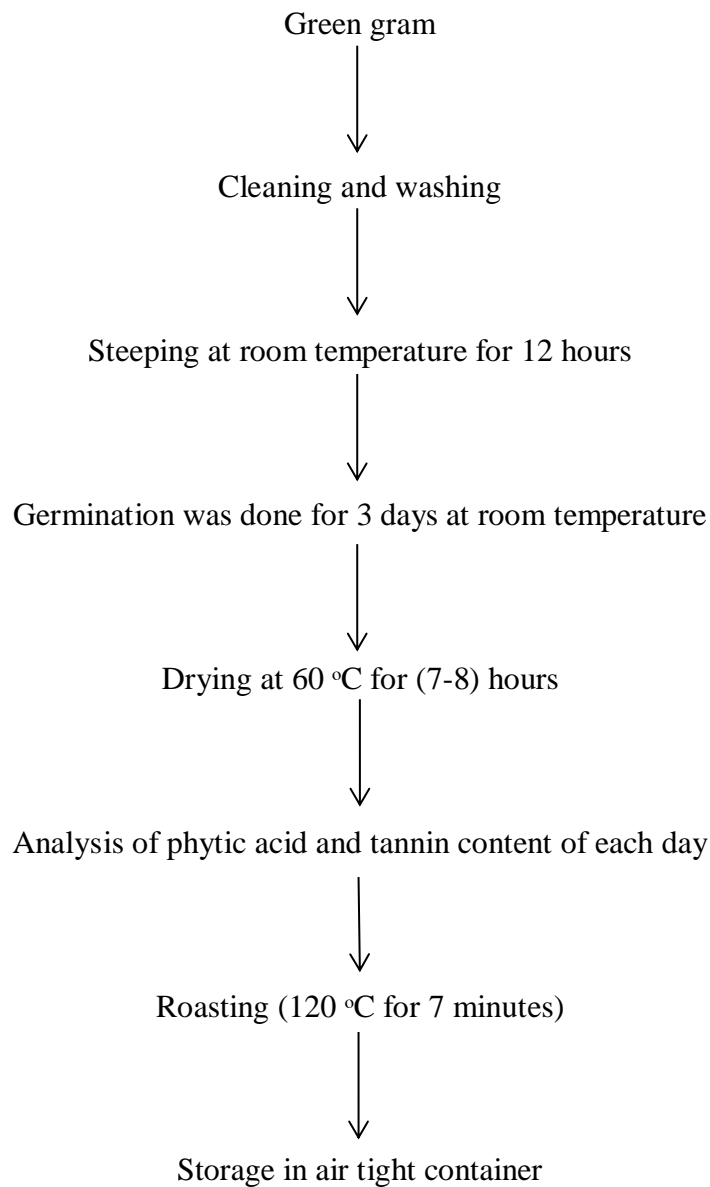 Green gram
Cleaning and washing
Steeping at room temperature for 12 hours
Germination was done for 3 days at room temperature
Drying at 60 ºC for (7-8) hours
Analysis of phytic acid and tannin content of each day
Roasting (120 ºC for 7 minutes)
Storage in air tight container